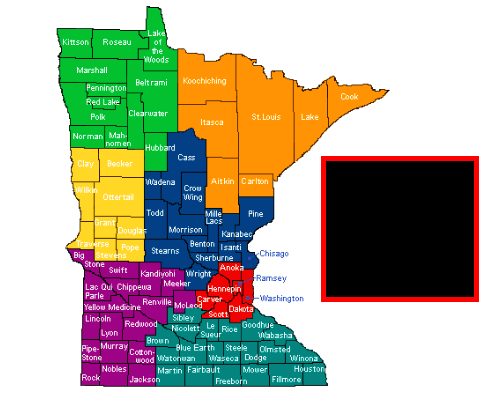 Kittson
Roseau
Lake
of
the
Woods
Marshall
Koochiching
Beltrami
Pennington
Red Lake
Polk
Clearwater
St.Louis
Lake
Cook
Itasoa
Norman
Mah-
nomen
Hubbard
Cass
Clay
Becker
Aitkin
Carlton
Wadena
Crow
Wing
Wilkin
Ottertail
Todd
Mille
Lacs
Pine
Grant
Douglas
Morrison
Kanabec
Traverse
Pope
Stevens
Stearns
Benton
Isanti
Sherburne
Chisago
Big
Stone
Swift
Kandiyohi
Wright
Anoka
Ramsey
Meeker
Lac Qui
Parle
Chippewa
Hennepin
Washington
Renville
McLeod
Carver
Yellow Medicine
Scott
Dakota
Sibley
Lincoln
Lyon
Redwood
Nicolett
Le
Sueur
Rice
Goodhue
Wabasha
Brown
Pipe-
Stone
Murray
Cotton-
wood
Watonwan
Blue Earth
Waseca
Steele
Dodge
Olmsted
Winona
Rock
Nobles
Jackson
Martin
Fairbault
Freeborn
Mower
Fillmore
Houston